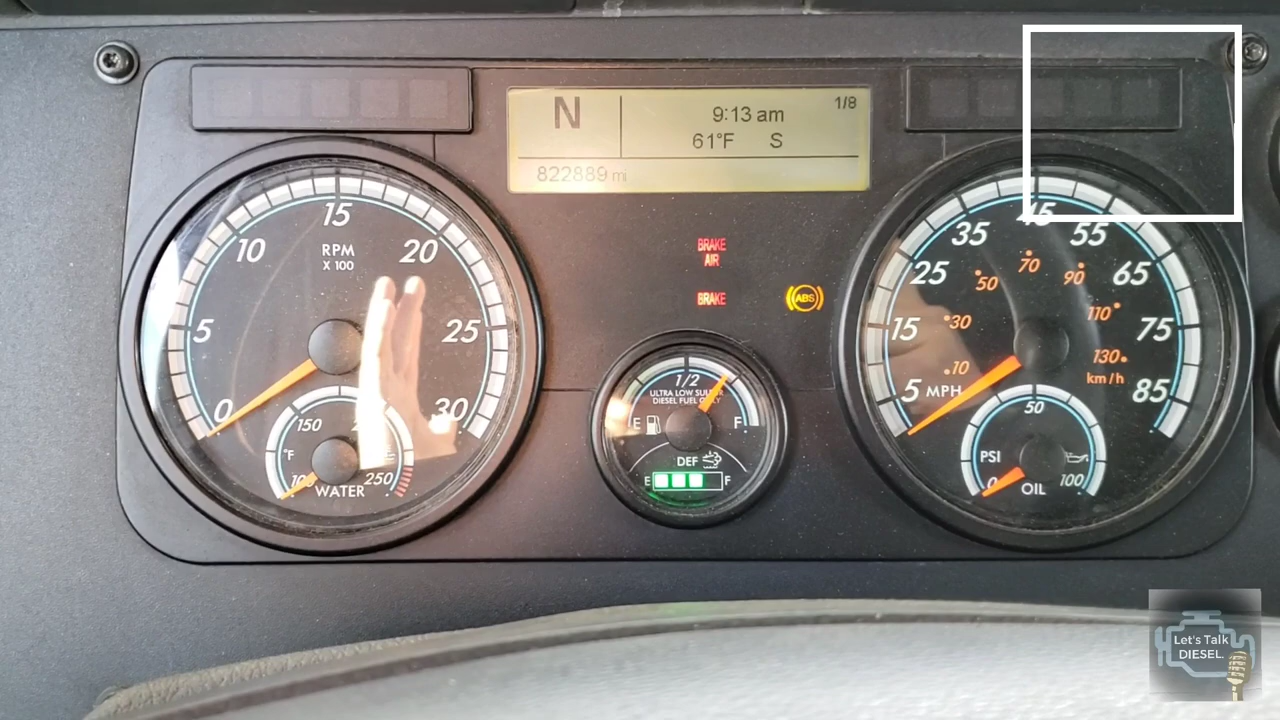 N
9:13 am
1/8
61°F S
822889 mi
BRAKE
AIR
BRAKE
ABS
0 5 10 15 20 25 30
RPM
X 100
°F 100 150 250
WATER
E 1/2 F
DIESEL FUEL ONLY
DEF
E F
5 15 25 35 45 55 65 75 85
MPH
10 30 50 70 90 110 130
km/h
PSI 0 50 100
OIL
Let's Talk
DIESEL.